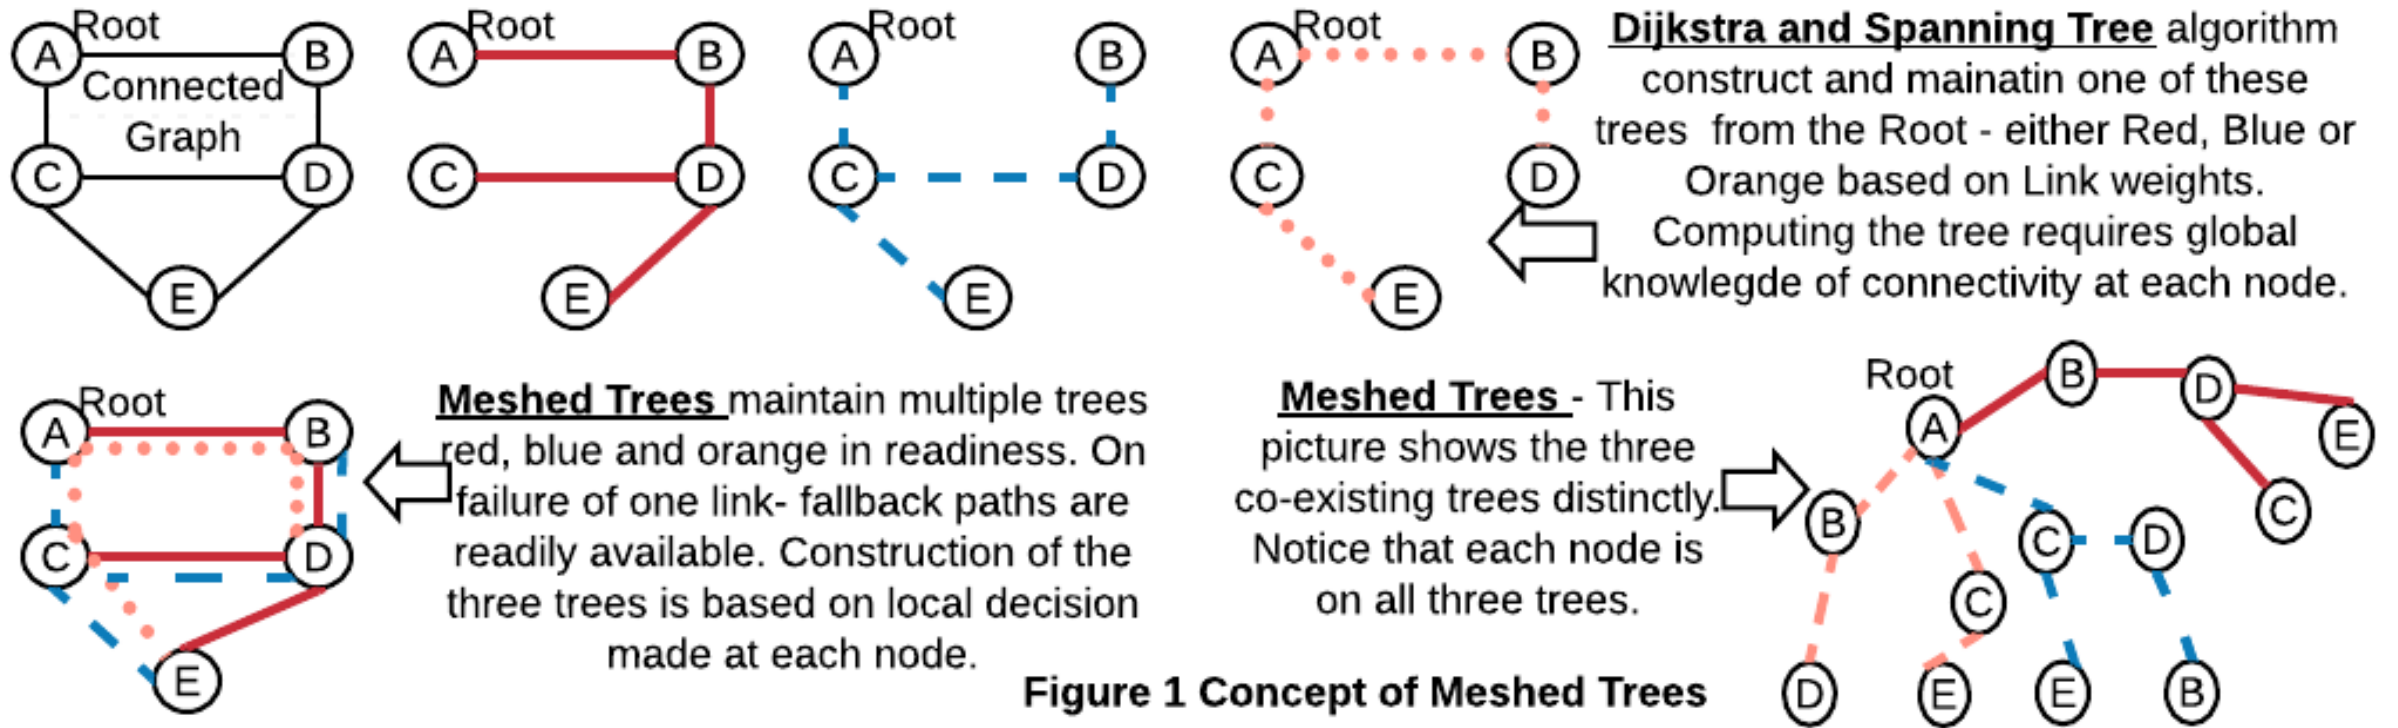 Root
A
B
Connected
Graph
C
D
E
Root
A
B
C
D
E
Root
A
B
C
D
E
Root
A
B
C
D
E
Dijkstra and Spanning Tree algorithm
construct and mainatin one of these
trees from the Root - either Red, Blue or
Orange based on Link weights.
Computing the tree requires global
knowlegde of connectivity at each node.
Root
A
B
C
D
E
Meshed Trees maintain multiple trees
red, blue and orange in readiness. On
failure of one link- fallback paths are
readily available. Construction of the
three trees is based on local decision
made at each node.
Meshed Trees - This
picture shows the three
co-existing trees distinctly.
Notice that each node is
on all three trees.
Root
A
B
D
E
C
B
C
D
C
D
E
E
B
Figure 1 Concept of Meshed Trees